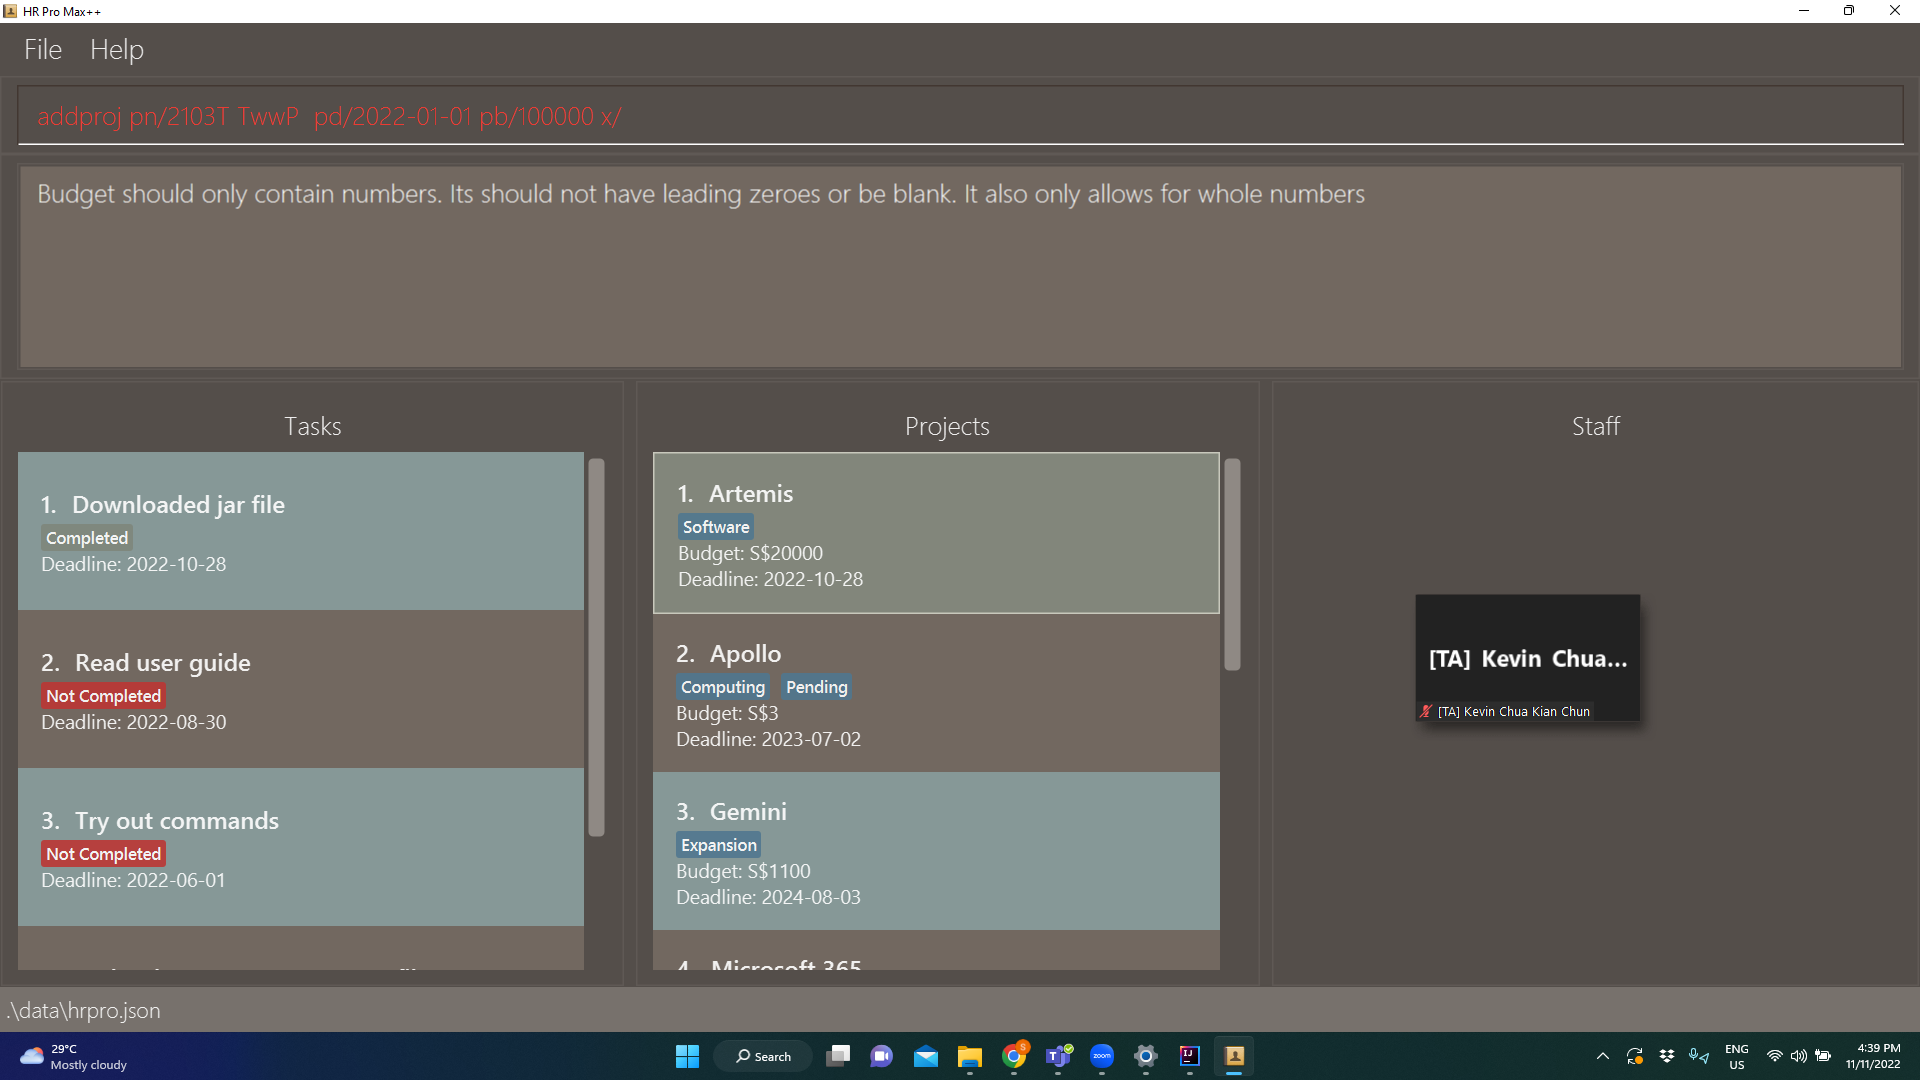 HR Pro Max++
File Help
addproj pn/2103T TwwP  pd/2022-01-01 pb/100000 x/
Budget should only contain numbers. Its should not have leading zeroes or be blank. It also only allows for whole numbers
Tasks
1. Downloaded jar file
Completed
Deadline: 2022-10-28
2. Read user guide
Not Completed
Deadline: 2022-08-30
3. Try out commands
Not Completed
Deadline: 2022-06-01
Projects
1. Artemis
Software
Budget: S$20000
Deadline: 2022-10-28
2. Apollo
Computing Pending
Budget: S$3
Deadline: 2023-07-02
3. Gemini
Expansion
Budget: S$1100
Deadline: 2024-08-03
4. Microsoft 365
Staff
[TA] Kevin Chua...
[TA] Kevin Chua Kian Chun
.\data\hrpro.json
29°C
Mostly cloudy
Search
zoom
ENG
US
4:39 PM
11/11/2022